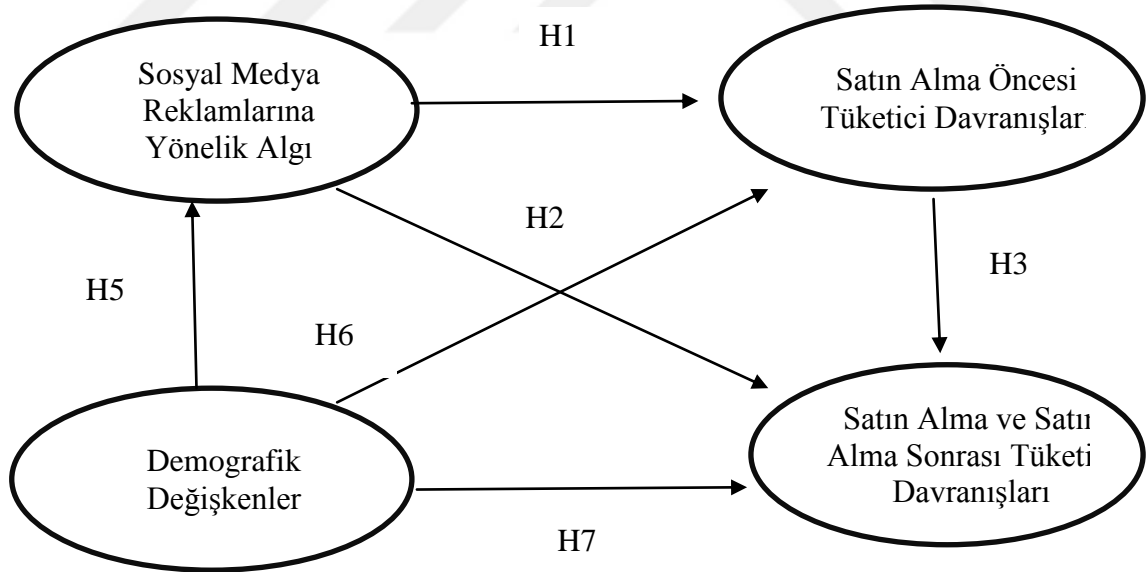 H1
Sosyal Medya
Reklamlarına
Yönelik Algı
Satın Alma Öncesi
Tüketici Davranışlar
H2
H3
H5
H6
Demografik
Değişkenler
Satın Alma ve Satın
Alma Sonrası Tüketi
Davranışları
H7